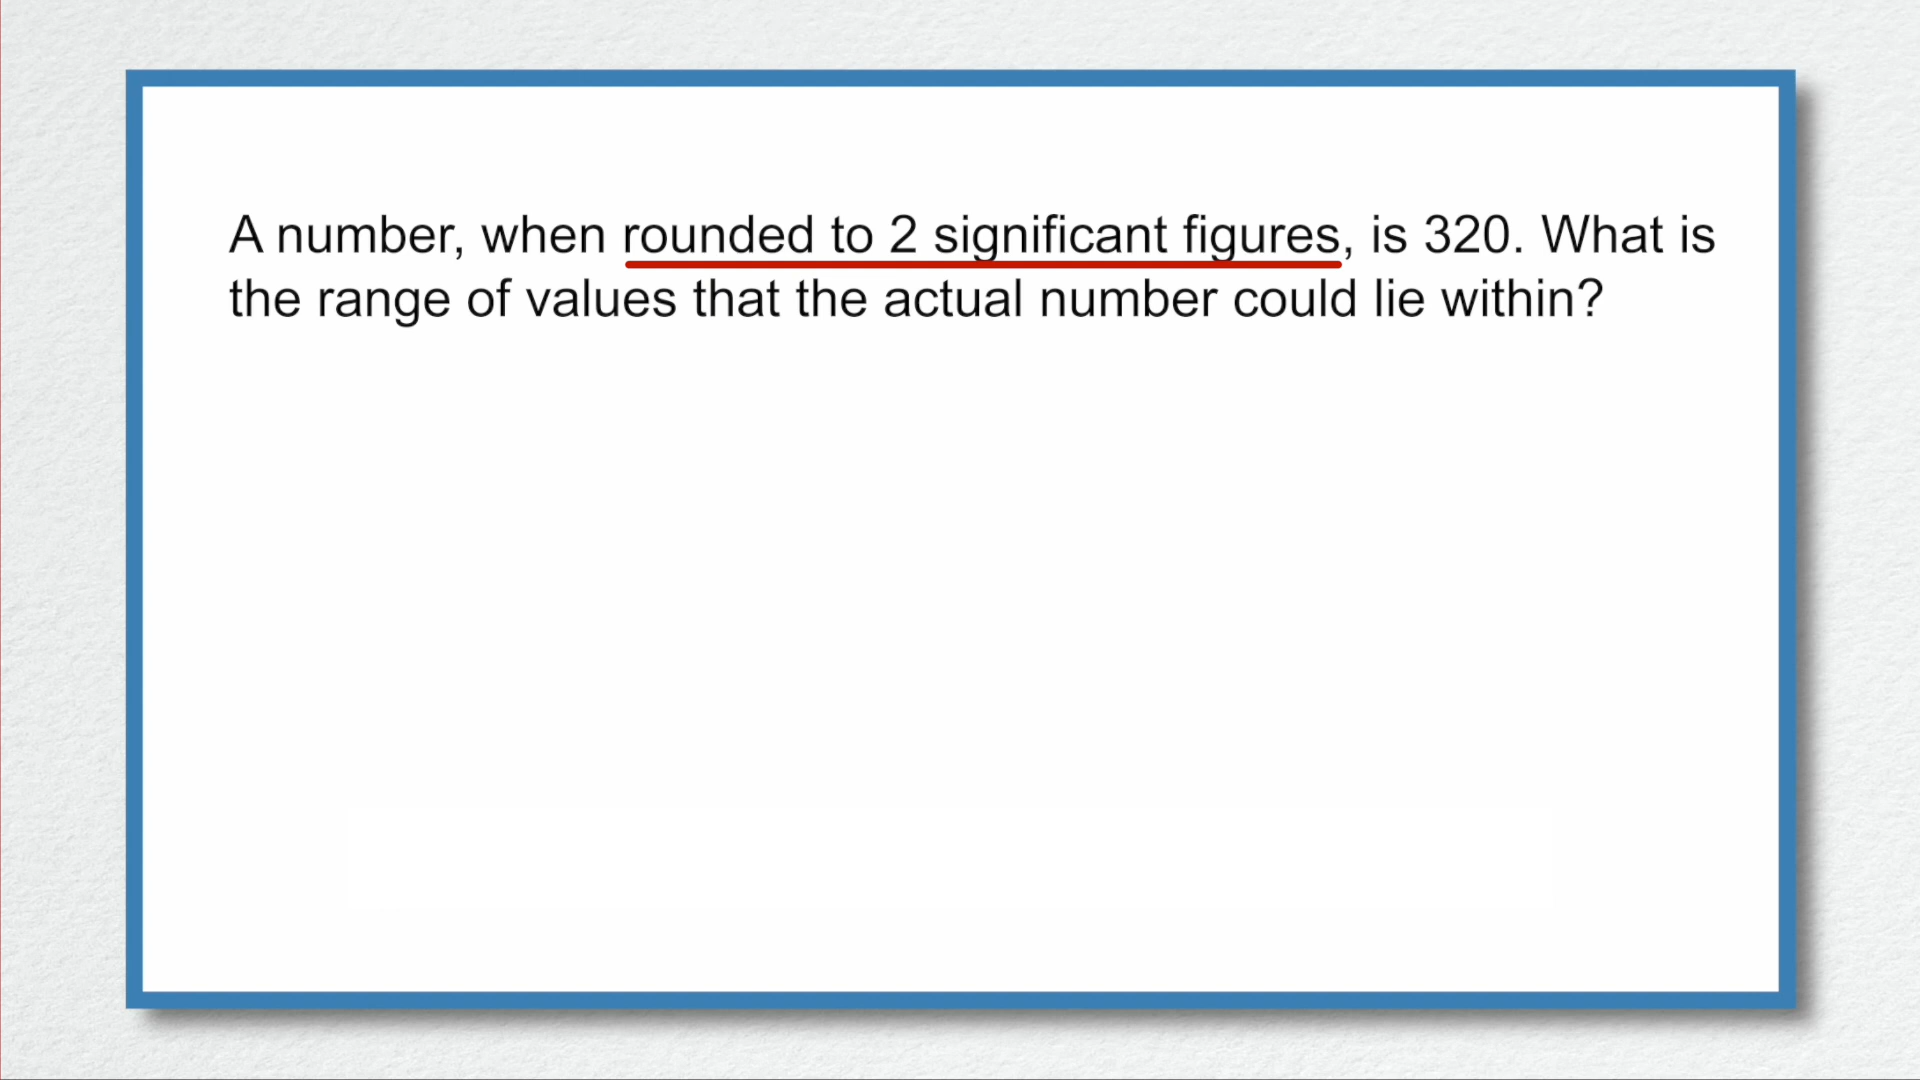 A number, when rounded to 2 significant figures, is 320. What is
the range of values that the actual number could lie within?